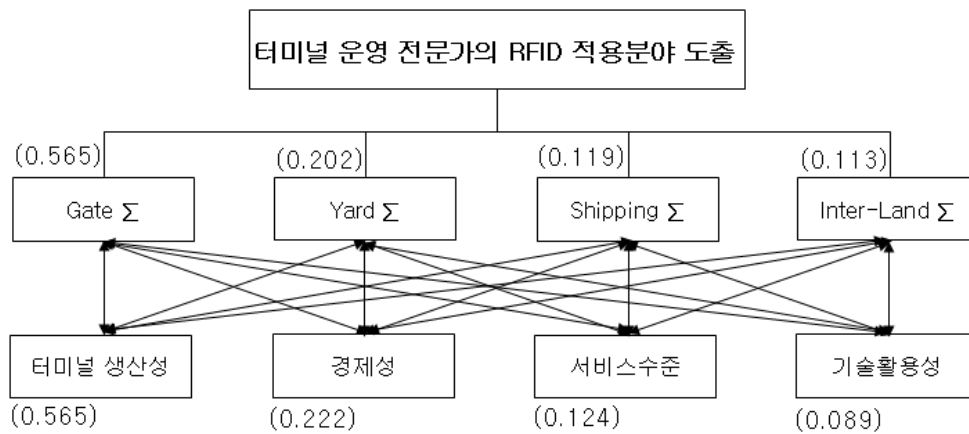 터미널 운영 전문가의 RFID 적용분야 도출
(0.565) (0.202) (0.119) (0.113)
Gate Σ Yard Σ Shipping Σ Inter-Land Σ
터미널 생산성 경제성 서비스수준 기술활용성
(0.565) (0.222) (0.124) (0.089)